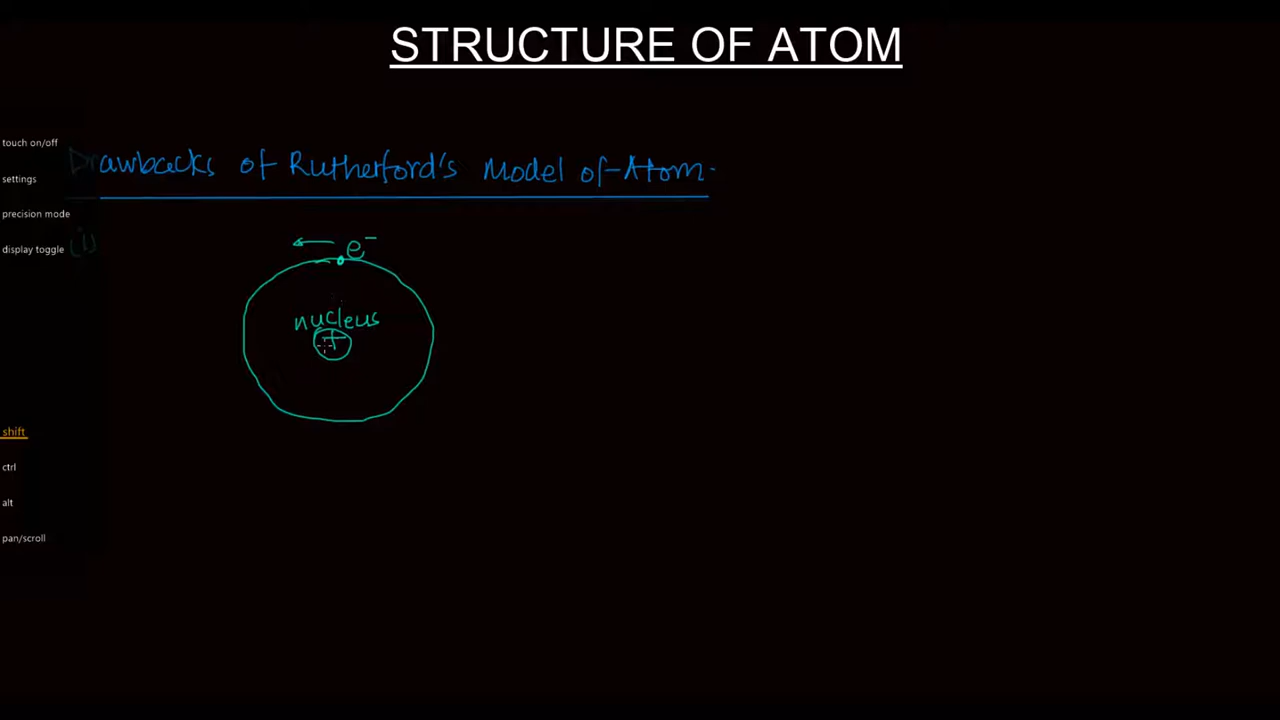 STRUCTURE OF ATOM
touch on/off
Drawbacks of Rutherford's Model of Atom.
settings
precision mode
(i)
display toggle
e⁻
nucleus
+
shift
ctrl
alt
pan/scroll